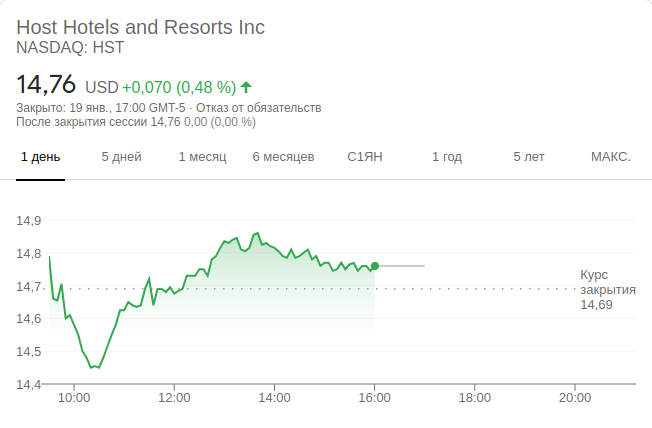 Host Hotels and Resorts Inc
NASDAQ: HST
14,76 USD +0,070 (0,48 %)
Закрыто: 19 янв., 17:00 GMT-5 · Отказ от обязательств
После закрытия сессии 14,76 0,00 (0,00 %)
1 день 5 дней 1 месяц 6 месяцев С1ЯН 1 год 5 лет МАКС.
14,9
14,8
14,7
14,6
14,5
14,4
Курс
закрытия
14,69
10:00 12:00 14:00 16:00 18:00 20:00